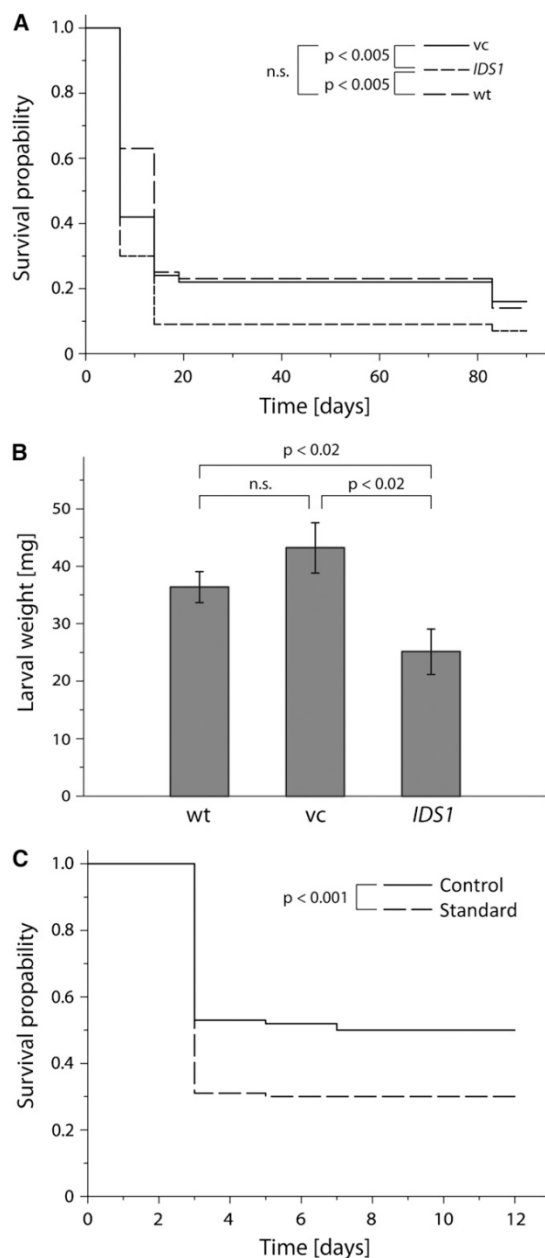 A
1.0
0.8
0.6
0.4
0.2
0
Survival propability
n.s.
p < 0.005
p < 0.005
vc
IDS1
wt
0 20 40 60 80
Time [days]
B
p < 0.02
n.s. p < 0.02
50
40
30
20
10
0
Larval weight [mg]
wt vc IDS1
C
1.0
0.8
0.6
0.4
0.2
0
Survival propability
p < 0.001
Control
Standard
0 2 4 6 8 10 12
Time [days]